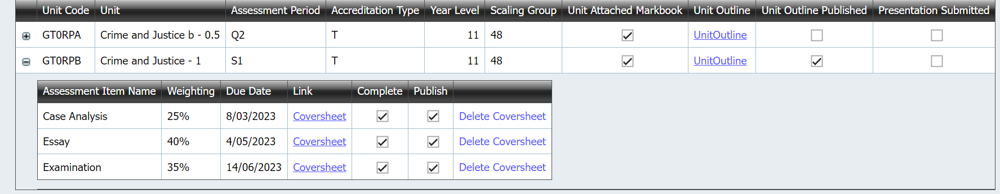 Unit Code Unit Assessment Period Accreditation Type Year Level Scaling Group Unit Attached Markbook Unit Outline Unit Outline Published Presentation Submitted
GT0RPA Crime and Justice b - 0.5 Q2 T 11 48 UnitOutline
GT0RPB Crime and Justice - 1 S1 T 11 48 UnitOutline
Assessment Item Name Weighting Due Date Link Complete Publish
Case Analysis 25% 8/03/2023 Coversheet Delete Coversheet
Essay 40% 4/05/2023 Coversheet Delete Coversheet
Examination 35% 14/06/2023 Coversheet Delete Coversheet